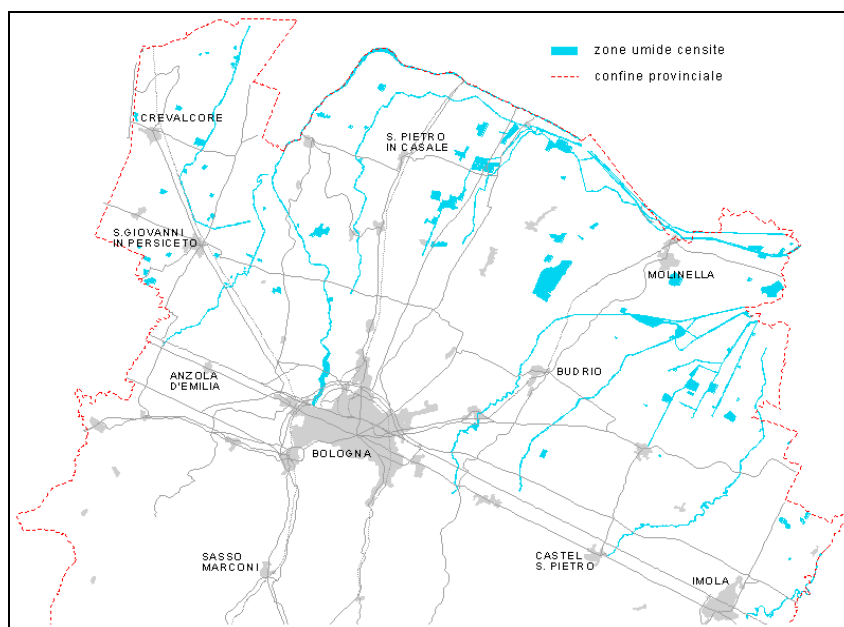 zone umide censite
confine provinciale
CREVALCORE
S. PIETRO
IN CASALE
S.GIOVANNI
IN PERSICETO
MOLINELLA
ANZOLA
D'EMILIA
BUDRIO
BOLOGNA
SASSO
MARCONI
CASTEL
S. PIETRO
IMOLA